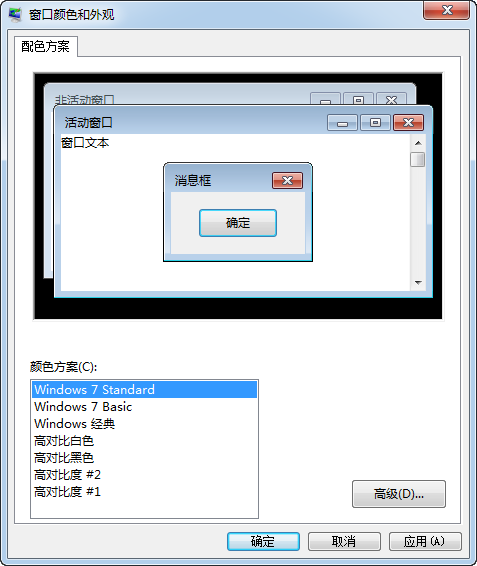 窗口颜色和外观
配色方案
非活动窗口
活动窗口
窗口文本
消息框
确定
颜色方案(C):
Windows 7 Standard
Windows 7 Basic
Windows 经典
高对比白色
高对比黑色
高对比度 #2
高对比度 #1
高级(D)...
确定
取消
应用(A)